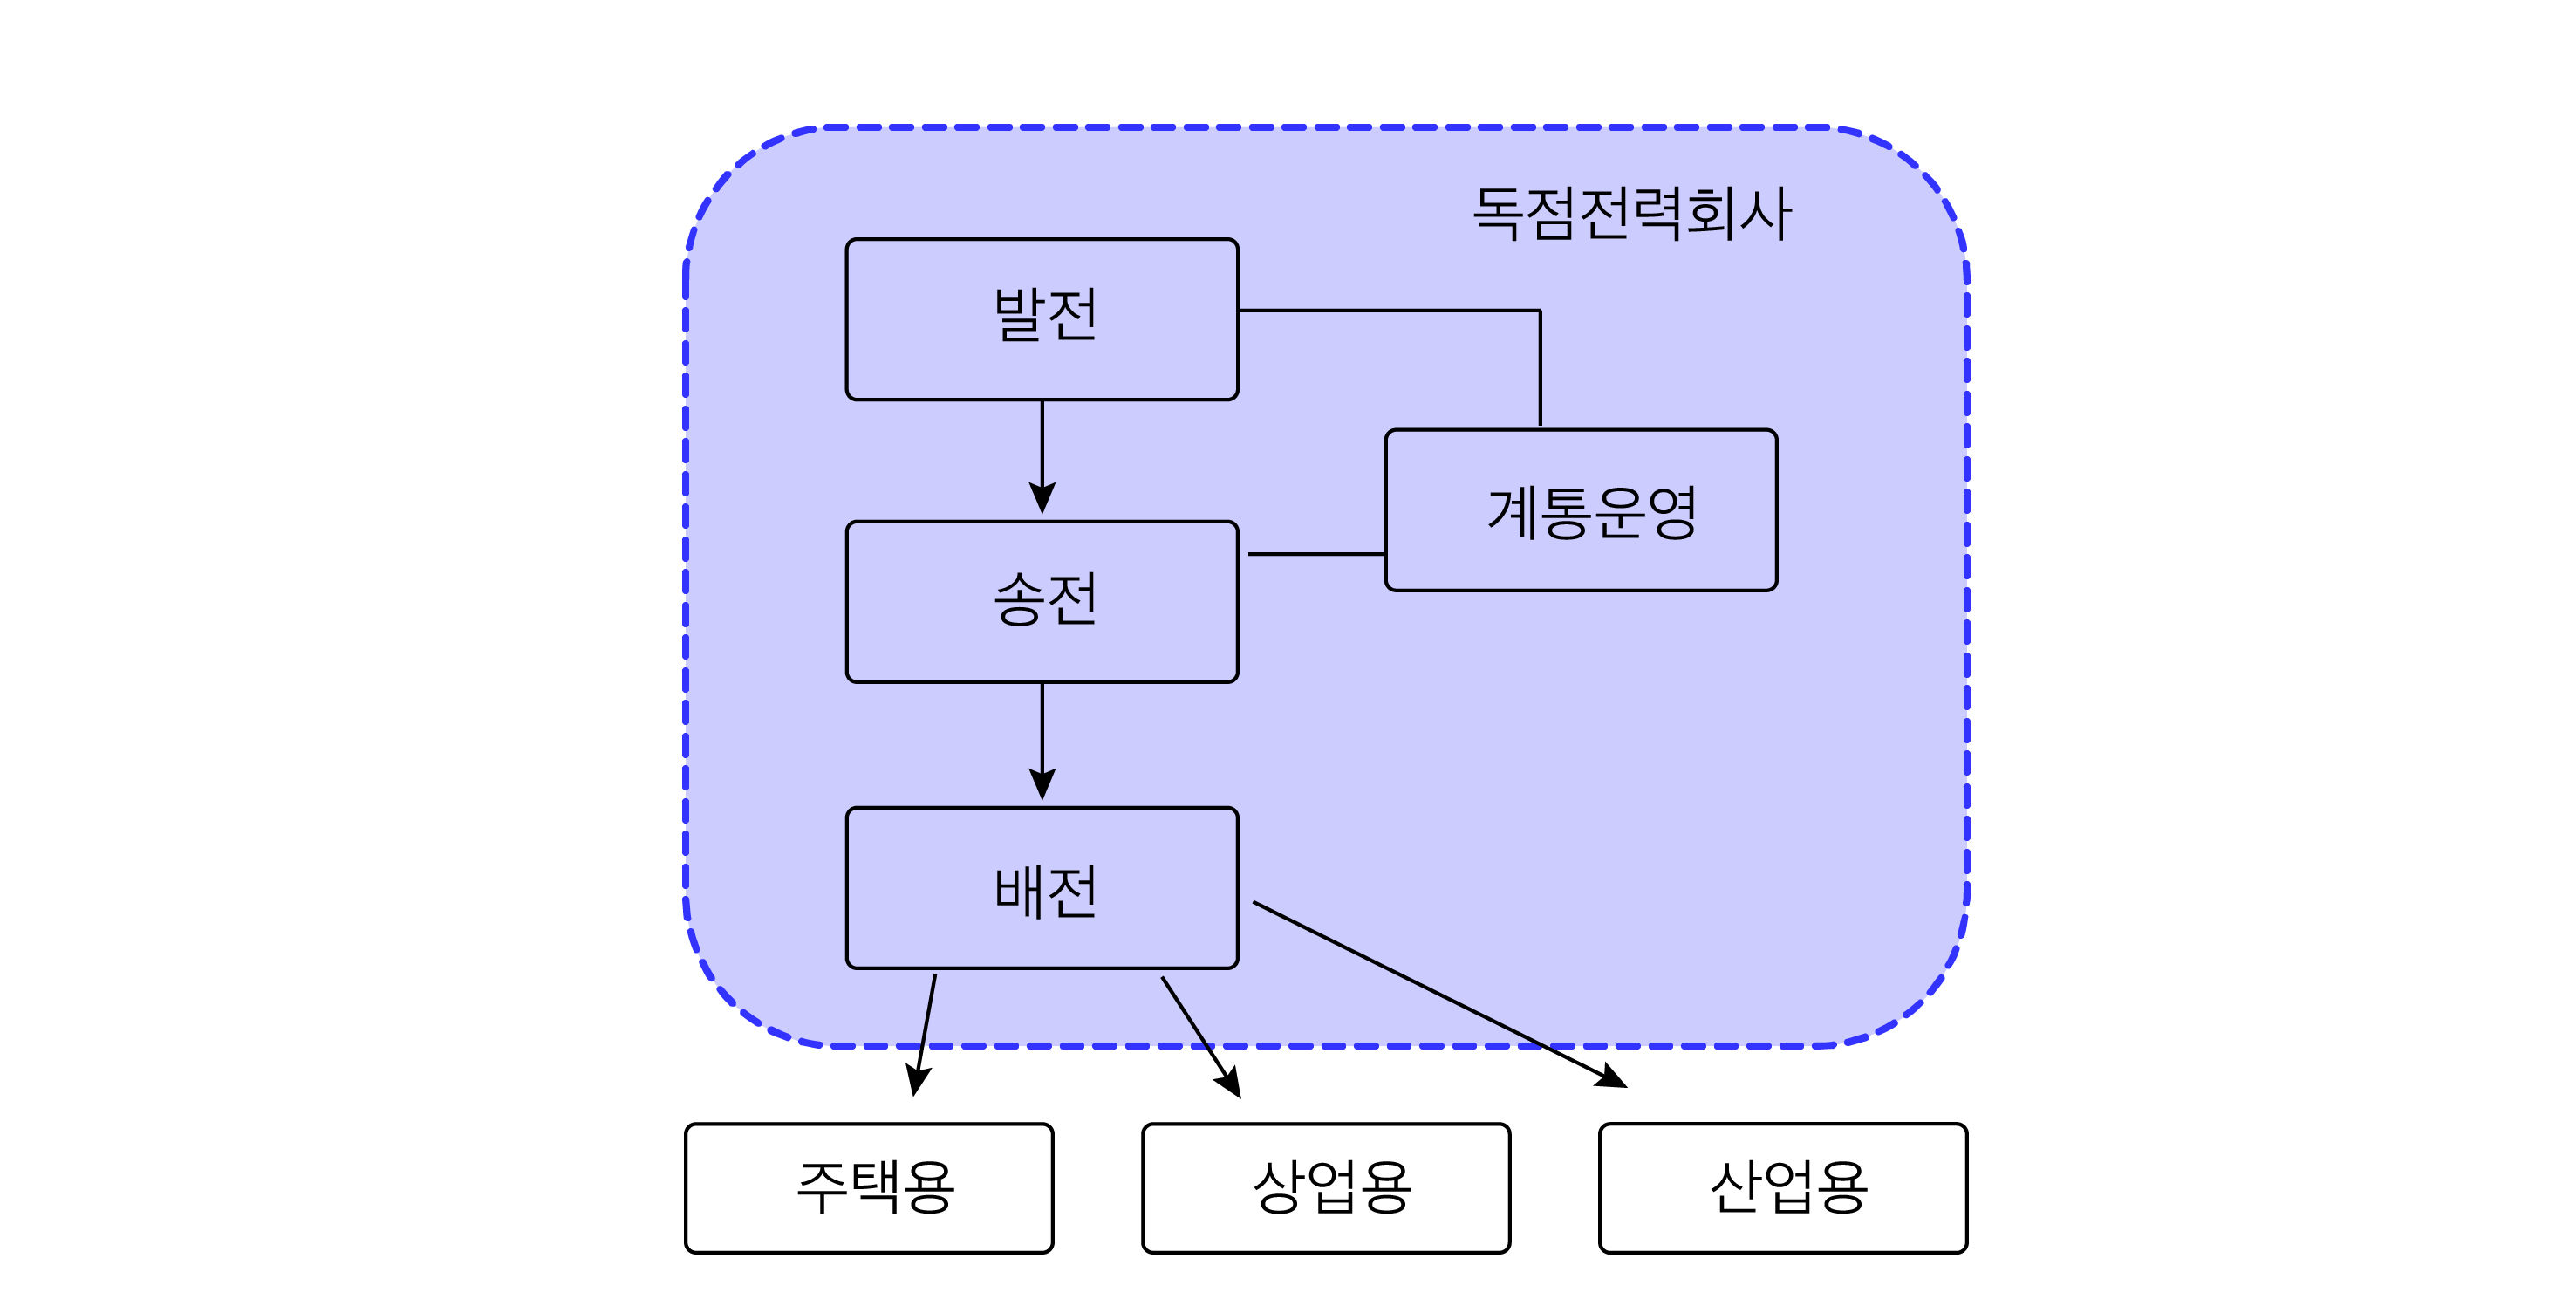 독점전력회사
발전
계통운영
송전
배전
주택용
상업용
산업용